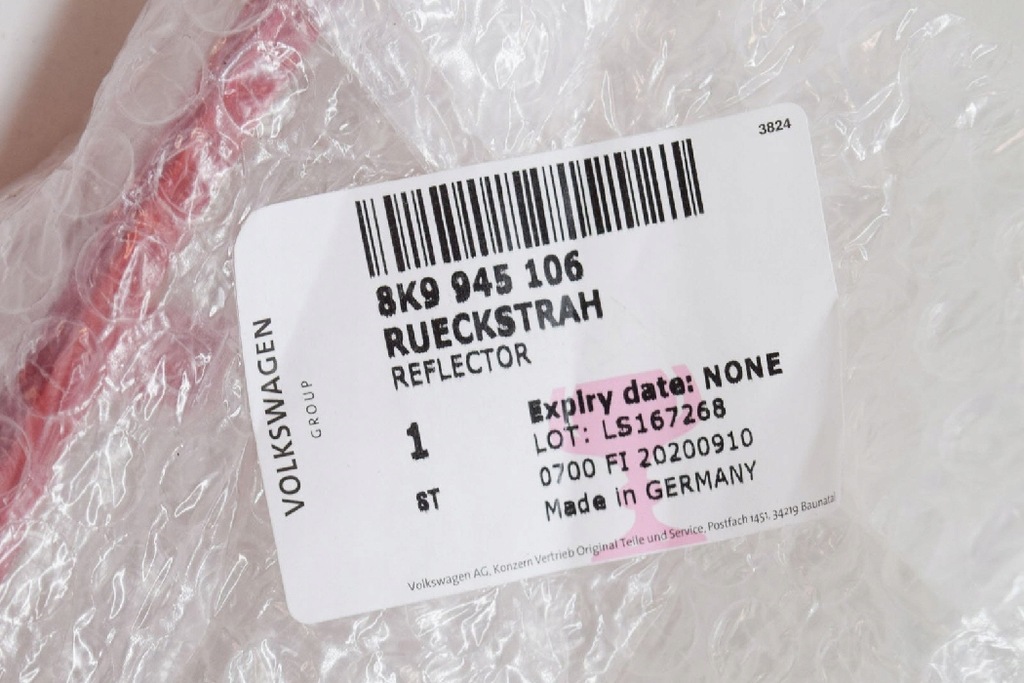 3824
8K9 945 106
RUECKSTRAH
REFLECTOR
VOLKSWAGEN
GROUP
1
ST
Expiry date: NONE
LOT: LS167268
0700 FI 20200910
Made in GERMANY
Volkswagen AG, Konzern Vertrieb Original Teile und Service, Postfach 1451, 34219 Baunatal